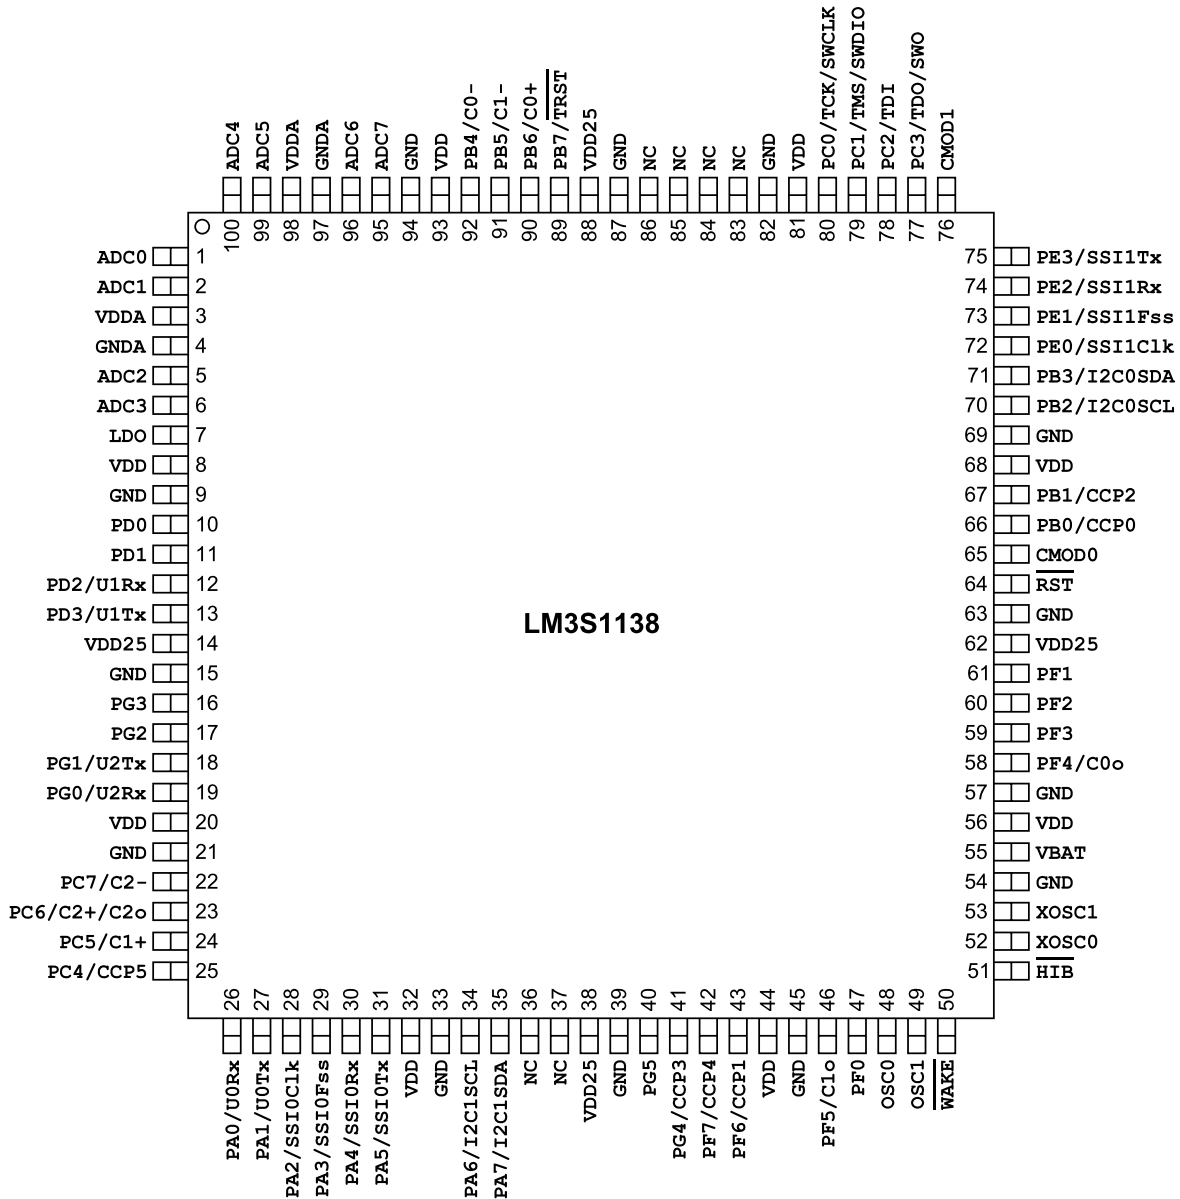 ADC4 ADC5 VDDA GNDA ADC6 ADC7 GND VDD PB4/C0- PB5/C1- PB6/C0+ PB7/TRST VDD25 GND NC NC NC NC GND VDD PC0/TCK/SWCLK PC1/TMS/SWDIO PC2/TDI PC3/TDO/SWO CMOD1
100 99 98 97 96 95 94 93 92 91 90 89 88 87 86 85 84 83 82 81 80 79 78 77 76
ADC0 1 75 PE3/SSI1Tx
ADC1 2 74 PE2/SSI1Rx
VDDA 3 73 PE1/SSI1Fss
GNDA 4 72 PE0/SSI1Clk
ADC2 5 71 PB3/I2C0SDA
ADC3 6 70 PB2/I2C0SCL
LDO 7 69 GND
VDD 8 68 VDD
GND 9 67 PB1/CCP2
PD0 10 66 PB0/CCP0
PD1 11 65 CMOD0
PD2/U1Rx 12 64 RST
PD3/U1Tx 13 63 GND
LM3S1138
VDD25 14 62 VDD25
GND 15 61 PF1
PG3 16 60 PF2
PG2 17 59 PF3
PG1/U2Tx 18 58 PF4/C0o
PG0/U2Rx 19 57 GND
VDD 20 56 VDD
GND 21 55 VBAT
PC7/C2- 22 54 GND
PC6/C2+/C2o 23 53 XOSC1
PC5/C1+ 24 52 XOSC0
PC4/CCP5 25 51 HIB
26 27 28 29 30 31 32 33 34 35 36 37 38 39 40 41 42 43 44 45 46 47 48 49 50
PA0/U0Rx PA1/U0Tx PA2/SSI0Clk PA3/SSI0Fss PA4/SSI0Rx PA5/SSI0Tx VDD GND PA6/I2C1SCL PA7/I2C1SDA NC NC VDD25 GND PG5 PG4/CCP3 PF7/CCP4 PF6/CCP1 VDD GND PF5/C1o PF0 OSC0 OSC1 WAKE